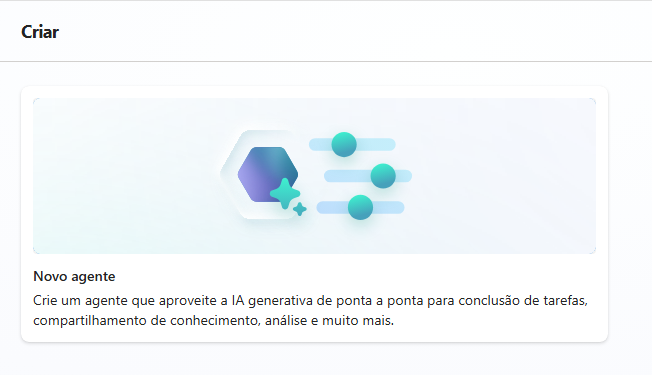 Criar
Novo agente
Crie um agente que aproveite a IA generativa de ponta a ponta para conclusão de tarefas,
compartilhamento de conhecimento, análise e muito mais.